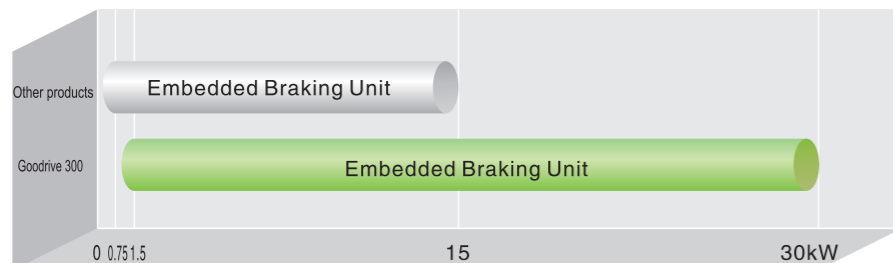 Other products
Embedded Braking Unit
Goodrive 300
Embedded Braking Unit
0 0.75 1.5 15 30kW